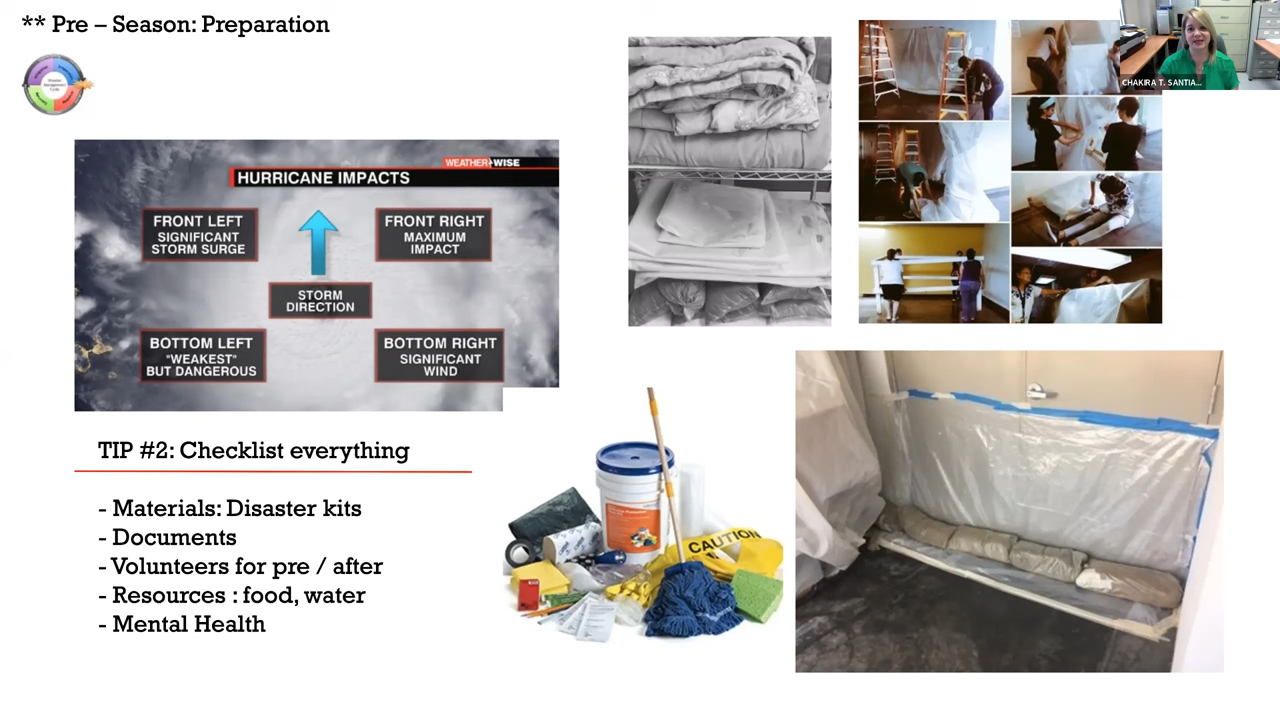 ** Pre – Season: Preparation
CHAKIRA T. SANTIA...
WEATHER WISE
HURRICANE IMPACTS
FRONT LEFT
SIGNIFICANT
STORM SURGE
FRONT RIGHT
MAXIMUM
IMPACT
STORM
DIRECTION
BOTTOM LEFT
"WEAKEST"
BUT DANGEROUS
BOTTOM RIGHT
SIGNIFICANT
WIND
TIP #2: Checklist everything
- Materials: Disaster kits
- Documents
- Volunteers for pre / after
- Resources : food, water
- Mental Health
CAUTION